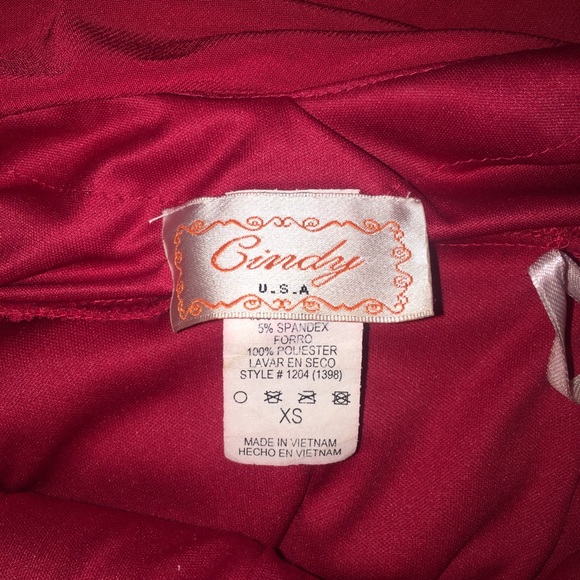 Cindy
U.S.A
5% SPANDEX
FORRO
100% POLIESTER
LAVAR EN SECO
STYLE # 1204 (1398)
XS
MADE IN VIETNAM
HECHO EN VIETNAM